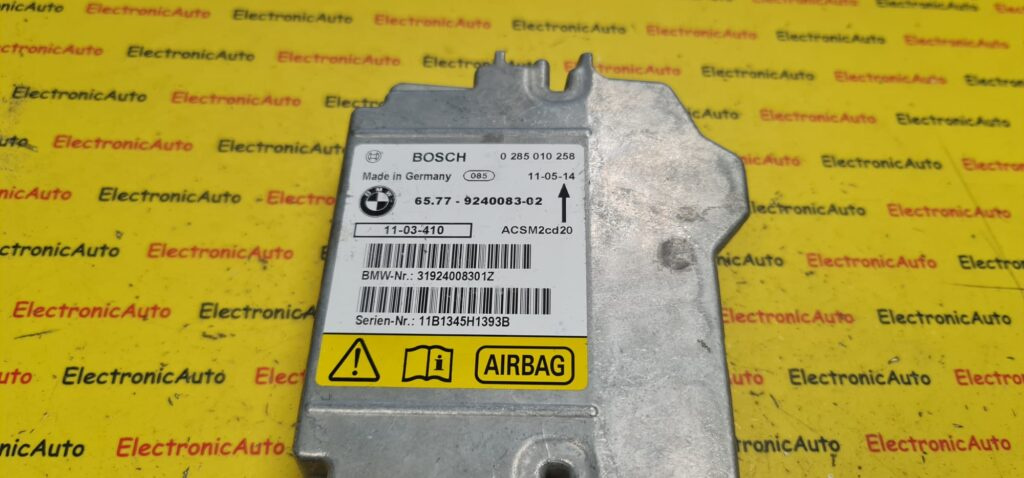 BOSCH 0 285 010 258
Made in Germany 085 11-05-14
BMW 65.77 - 9240083-02
11-03-410 ACSM2cd20
BMW-Nr.: 31924008301Z
Serien-Nr.: 11B1345H1393B
i AIRBAG
ElectronicAuto